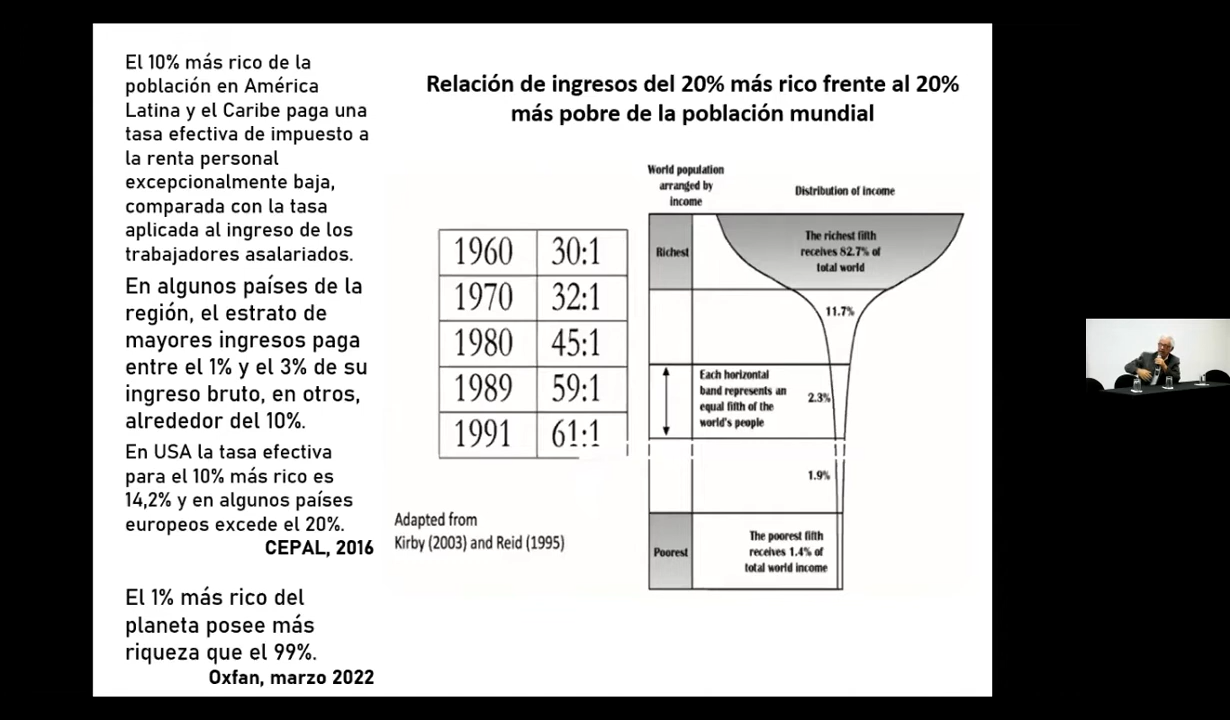 El 10% más rico de la
población en América
Latina y el Caribe paga una
tasa efectiva de impuesto a
la renta personal
excepcionalmente baja,
comparada con la tasa
aplicada al ingreso de los
trabajadores asalariados.
En algunos países de la
región, el estrato de
mayores ingresos paga
entre el 1% y el 3% de su
ingreso bruto, en otros,
alrededor del 10%.
En USA la tasa efectiva
para el 10% más rico es
14,2% y en algunos países
europeos excede el 20%.
CEPAL, 2016
El 1% más rico del
planeta posee más
riqueza que el 99%.
Oxfan, marzo 2022
Relación de ingresos del 20% más rico frente al 20%
más pobre de la población mundial
1960 30:1
1970 32:1
1980 45:1
1989 59:1
1991 61:1
Adapted from
Kirby (2003) and Reid (1995)
World population
arranged by
income
Distribution of income
Richest
The richest fifth
receives 82.7% of
total world
11.7%
Each horizontal
band represents an
equal fifth of the
world's people
2.3%
1.9%
Poorest
The poorest fifth
receives 1.4% of
total world income